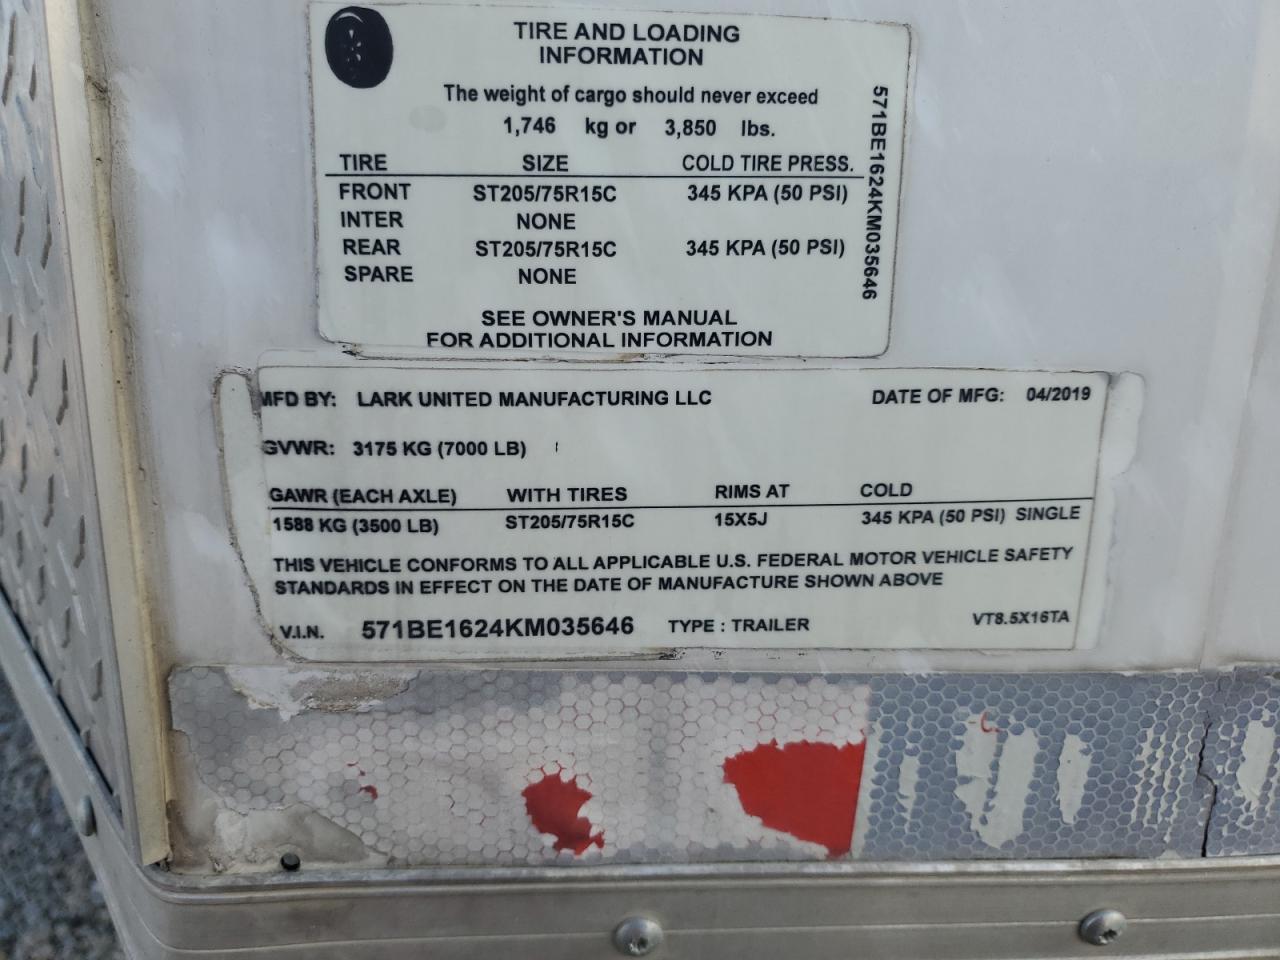 TIRE AND LOADING
INFORMATION
The weight of cargo should never exceed
1,746 kg or 3,850 lbs.
TIRE SIZE COLD TIRE PRESS.
FRONT ST205/75R15C 345 KPA (50 PSI)
INTER NONE
REAR ST205/75R15C 345 KPA (50 PSI)
SPARE NONE
SEE OWNER'S MANUAL
FOR ADDITIONAL INFORMATION
571BE1624KM035646
MFD BY: LARK UNITED MANUFACTURING LLC DATE OF MFG: 04/2019
GVWR: 3175 KG (7000 LB)
GAWR (EACH AXLE) WITH TIRES RIMS AT COLD
1588 KG (3500 LB) ST205/75R15C 15X5J 345 KPA (50 PSI) SINGLE
THIS VEHICLE CONFORMS TO ALL APPLICABLE U.S. FEDERAL MOTOR VEHICLE SAFETY
STANDARDS IN EFFECT ON THE DATE OF MANUFACTURE SHOWN ABOVE
V.I.N. 571BE1624KM035646 TYPE : TRAILER VT8.5X16TA